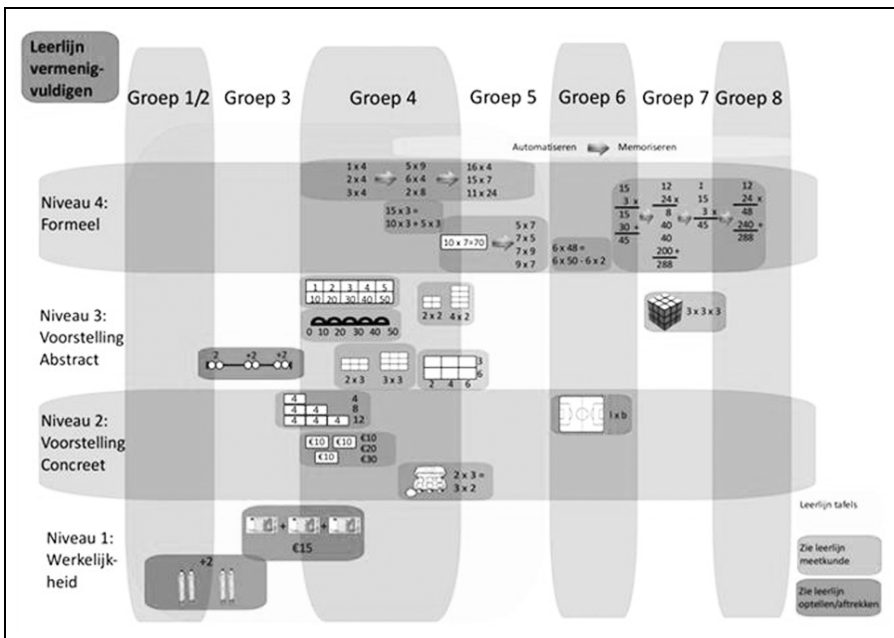 Leerlijn
vermenig-
vuldigen
Groep 1/2
Groep 3
Groep 4
Groep 5
Groep 6
Groep 7
Groep 8
Automatiseren
Memoriseren
Niveau 4:
Formeel
1 x 4
2 x 4
3 x 4
5 x 9
6 x 4
2 x 8
16 x 4
15 x 7
11 x 24
15 x 3 =
10 x 3 + 5 x 3
10 x 7=70
5 x 7
7 x 5
7 x 9
9 x 7
6 x 48 =
6 x 50 - 6 x 2
15
3 x
15
30 +
45
12
24 x
8
40
40
200 +
288
1
15
3 x
45
12
24 x
48
240 +
288
Niveau 3:
Voorstelling
Abstract
1 2 3 4 5
10 20 30 40 50
0 10 20 30 40 50
2 x 2
4 x 2
3 x 3 x 3
2 +2 +2
2 x 3
3 x 3
3
6
2 4 6
Niveau 2:
Voorstelling
Concreet
4 4
4 4 8
4 4 4 12
€10 €10 €10
€10 €20
€30
l x b
2 x 3 =
3 x 2
Niveau 1:
Werkelijk-
heid
+ +
€15
+2
Leerlijn tafels
Zie leerlijn
meetkunde
Zie leerlijn
optellen/aftrekken